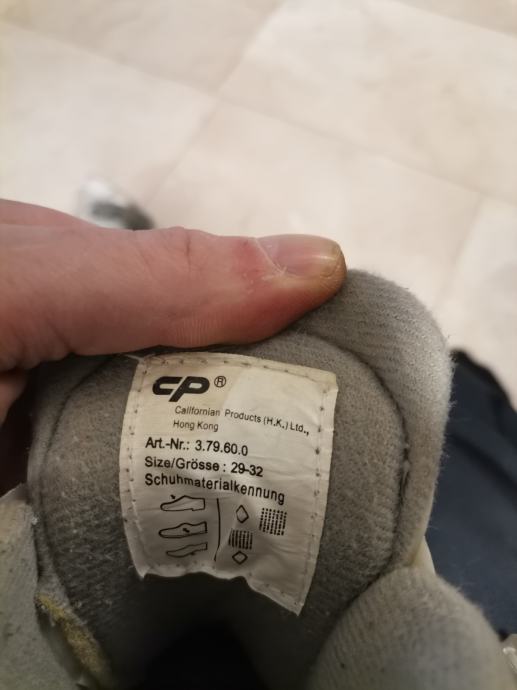 CP®
Californian Products (H.K.) Ltd.,
Hong Kong
Art.-Nr.: 3.79.60.0
Size/Grösse : 29-32
Schuhmaterialkennung